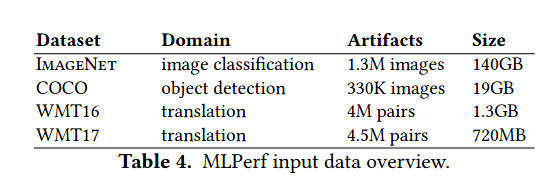 Dataset Domain Artifacts Size
IMAGENET image classification 1.3M images 140GB
COCO object detection 330K images 19GB
WMT16 translation 4M pairs 1.3GB
WMT17 translation 4.5M pairs 720MB
Table 4. MLPerf input data overview.